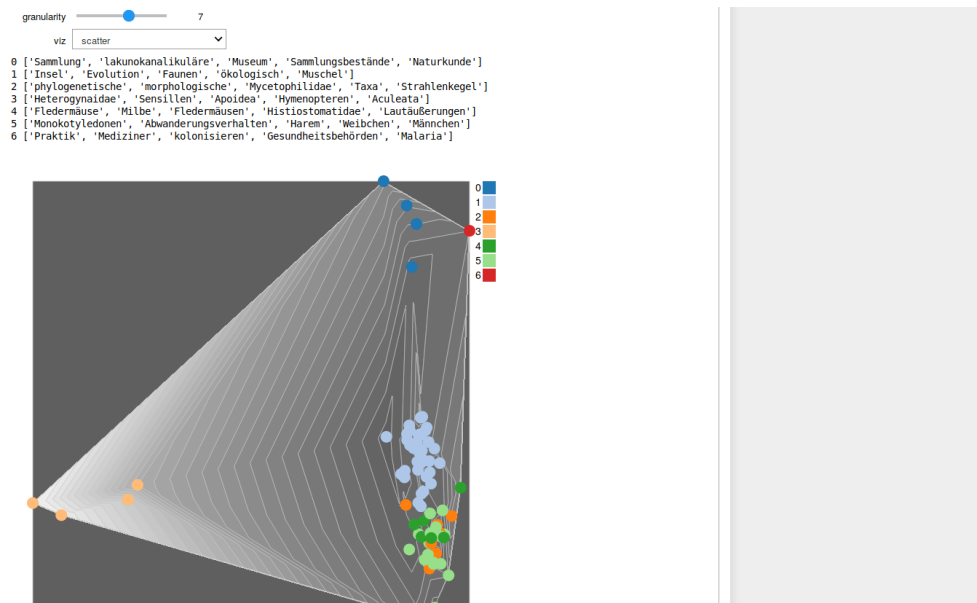 granularity 7
viz scatter
0 ['Sammlung', 'lakunokanalikuläre', 'Museum', 'Sammlungsbestände', 'Naturkunde']
1 ['Insel', 'Evolution', 'Faunen', 'ökologisch', 'Muschel']
2 ['phylogenetische', 'morphologische', 'Mycetophilidae', 'Taxa', 'Strahlenkegel']
3 ['Heterogynaidae', 'Sensillen', 'Apoidea', 'Hymenopteren', 'Aculeata']
4 ['Fledermäuse', 'Milbe', 'Fledermäusen', 'Histiostomatidae', 'Lautäußerungen']
5 ['Monokotyledonen', 'Abwanderungsverhalten', 'Harem', 'Weibchen', 'Männchen']
6 ['Praktik', 'Mediziner', 'kolonisieren', 'Gesundheitsbehörden', 'Malaria']
0
1
2
3
4
5
6